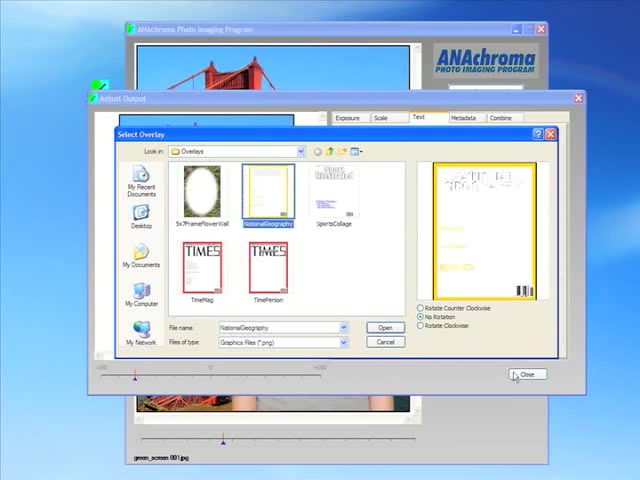 ANAchroma Photo Imaging Program
ANAchroma
PHOTO IMAGING PROGRAM
Adjust Output
Exposure
Scale
Text
Metadata
Combine
Select Overlay
Look in:
Overlays
My Recent
Documents
Desktop
My Documents
My Computer
My Network
5x7FrameFlowerWall
NationalGeography
SportsCollage
TIMES
TIMES
TimeMag
TimePerson
File name:
NationalGeography
Open
Files of type:
Graphics Files (*.png)
Cancel
Rotate Counter Clockwise
No Rotation
Rotate Clockwise
-100
0
+100
Close
green_screen 001.jpg